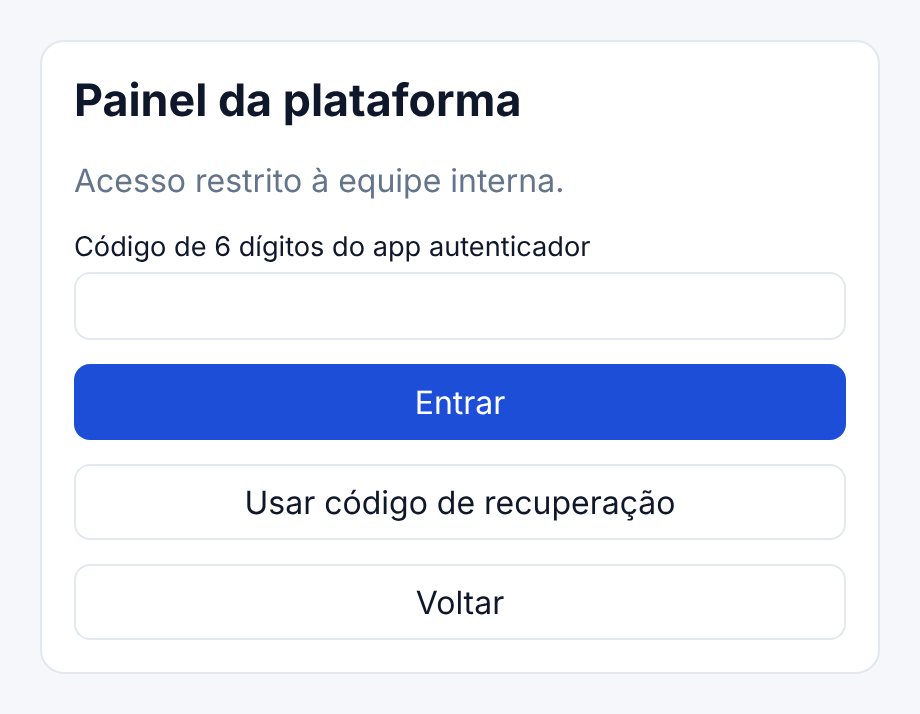 Painel da plataforma
Acesso restrito à equipe interna.
Código de 6 dígitos do app autenticador
Entrar
Usar código de recuperação
Voltar